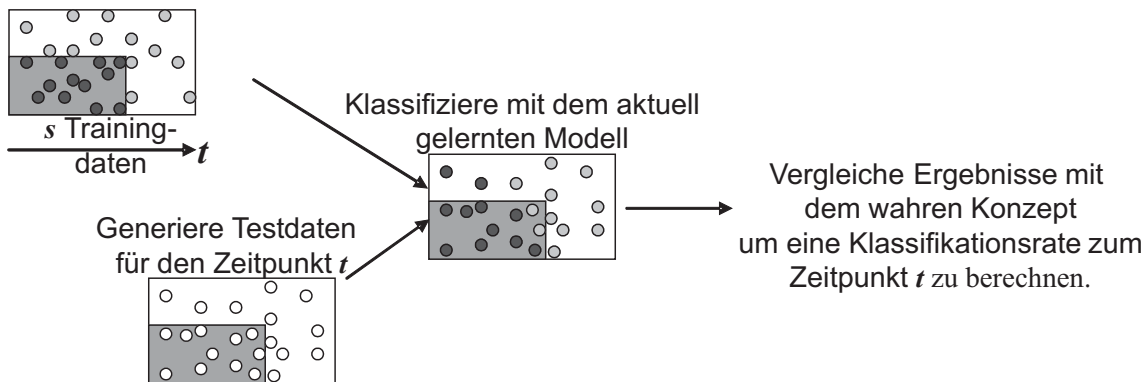 s Training-
daten
t
Klassifiziere mit dem aktuell
gelernten Modell
Generiere Testdaten
für den Zeitpunkt t
Vergleiche Ergebnisse mit
dem wahren Konzept
um eine Klassifikationsrate zum
Zeitpunkt t zu berechnen.